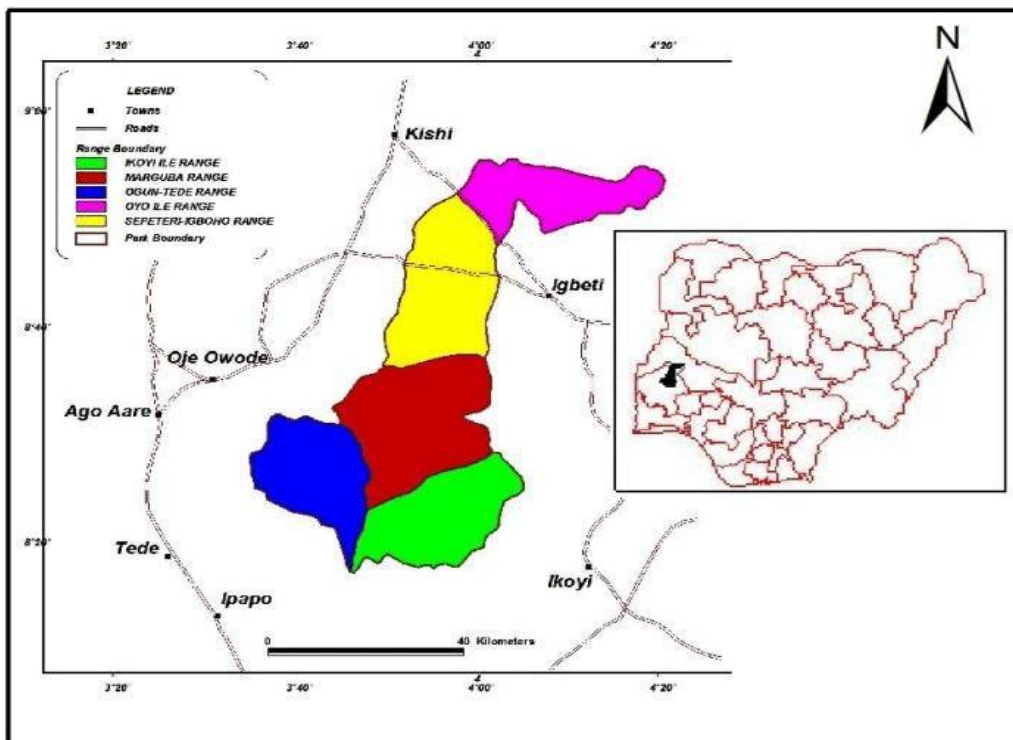 N
3°20'
3°40'
4°00'
4°20'
LEGEND
Towns
Roads
Range Boundary
IKOYI ILE RANGE
MARGUBA RANGE
OGUN-TEDE RANGE
OYO ILE RANGE
SEPETERI-IGBOHO RANGE
Park Boundary
9°00'
Kishi
Igbeti
8°40'
Oje Owode
Ago Aare
8°20'
Tede
Ikoyi
Ipapo
0 40 Kilometers
3°20'
3°40'
4°00'
4°20'